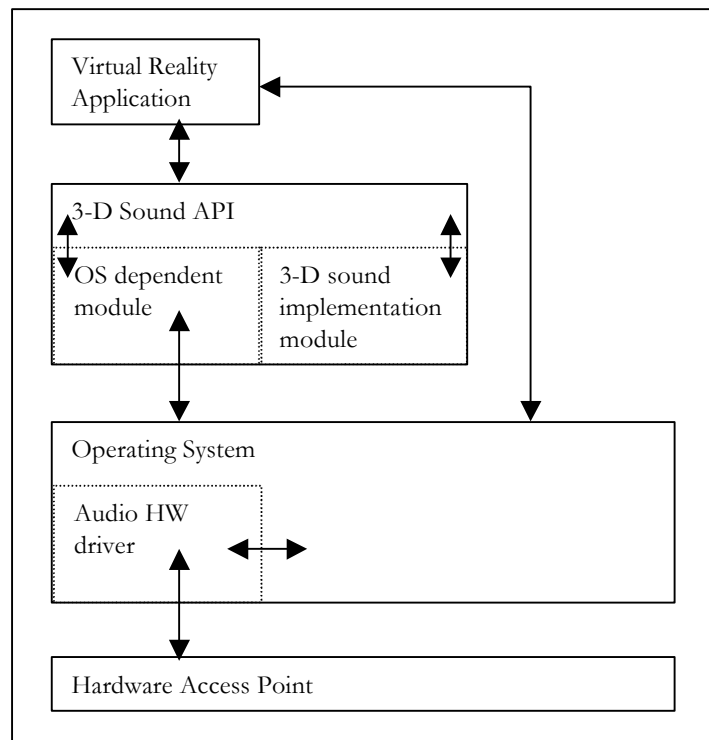 Virtual Reality
Application
3-D Sound API
OS dependent
module
3-D sound
implementation
module
Operating System
Audio HW
driver
Hardware Access Point